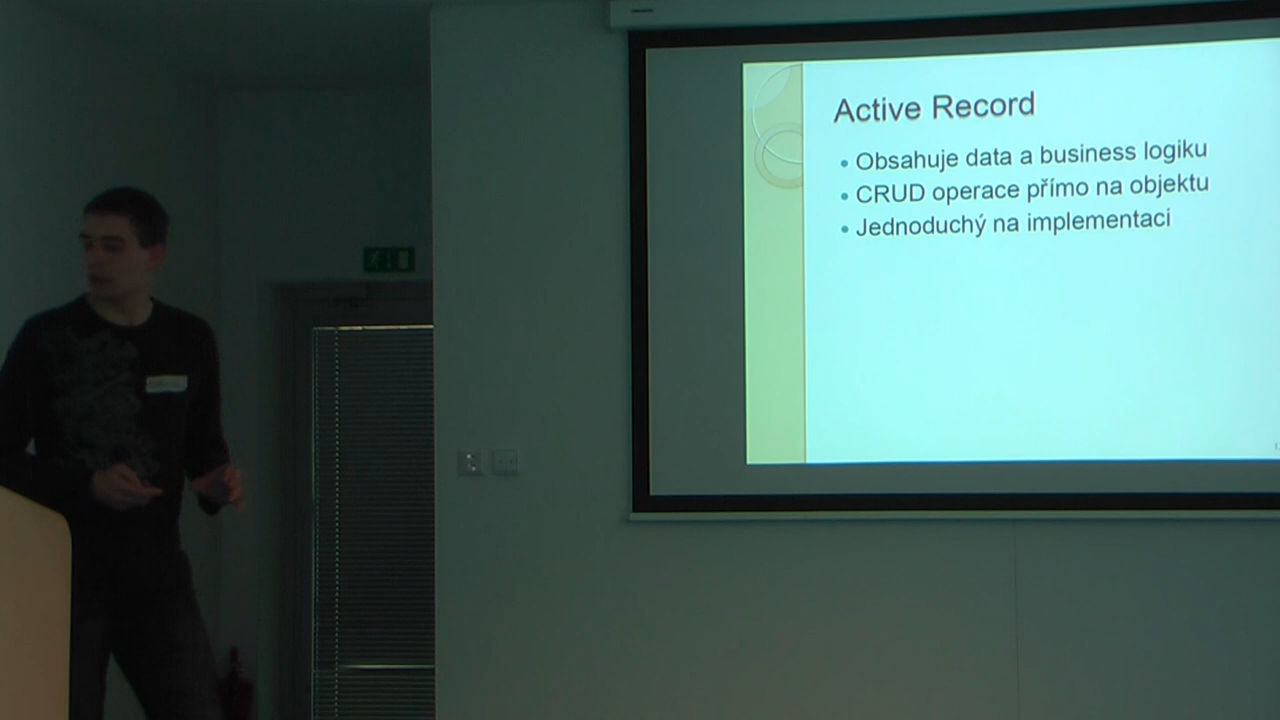 Active Record
• Obsahuje data a business logiku
• CRUD operace přímo na objektu
• Jednoduchý na implementaci